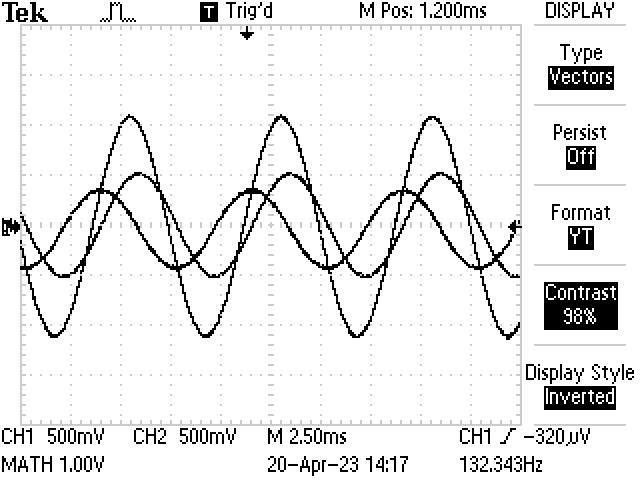 Tek T Trig'd M Pos: 1.200ms DISPLAY
Type
Vectors
Persist
Off
Format
YT
Contrast
98%
Display Style
Inverted
CH1 500mV CH2 500mV M 2.50ms CH1 −320μV
MATH 1.00V 20-Apr-23 14:17 132.343Hz